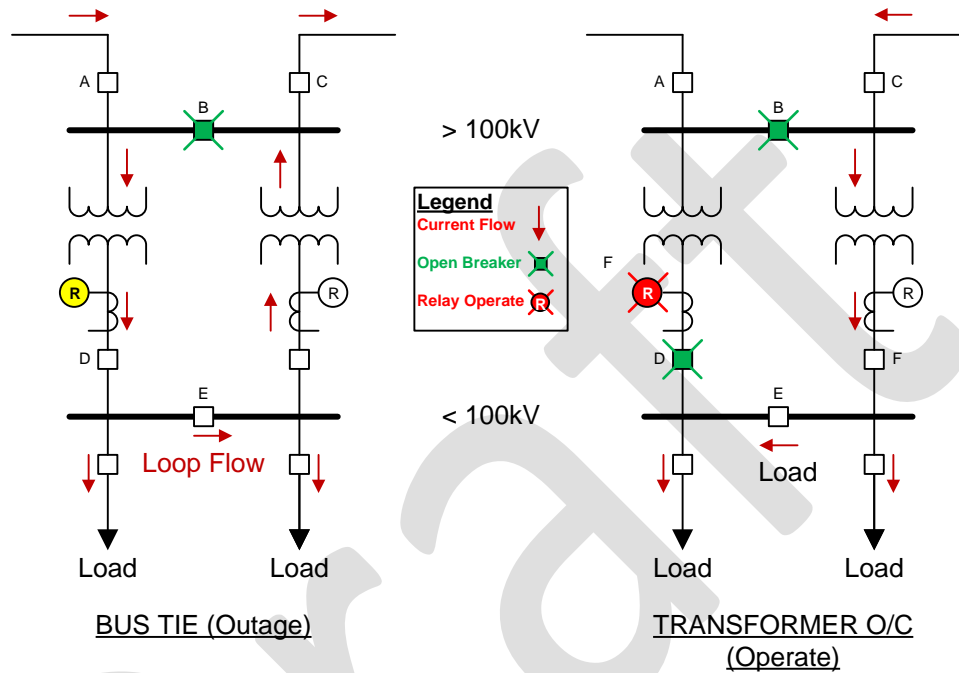 A
C
B
> 100kV
Legend
Current Flow
Open Breaker
Relay Operate
R
R
R
D
E
< 100kV
Loop Flow
Load
Load
BUS TIE (Outage)
A
C
B
F
R
R
D
F
E
Load
Load
Load
TRANSFORMER O/C
(Operate)
Draft